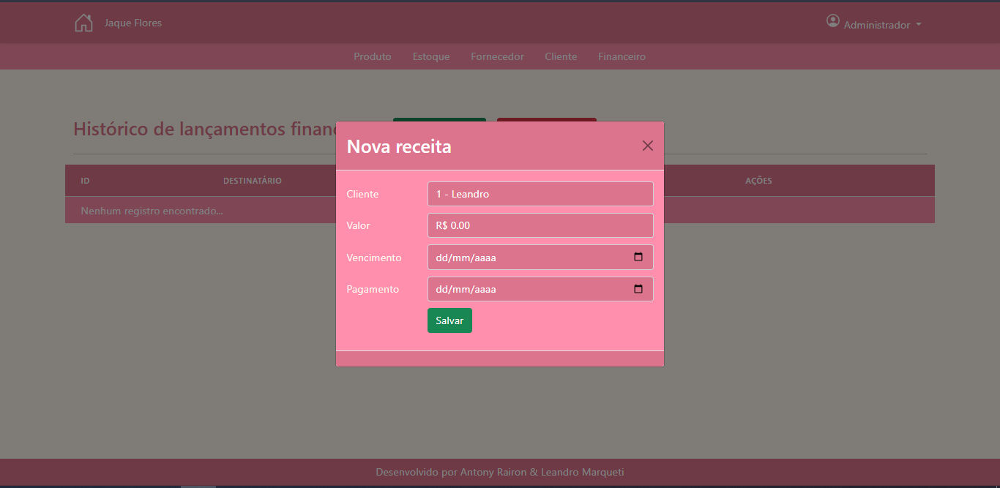 Jaque Flores
Administrador
Produto Estoque Fornecedor Cliente Financeiro
Histórico de lançamentos
Nova receita
ID DESTINATÁRIO AÇÕES
Nenhum registro encontrado...
Cliente 1 - Leandro
Valor R$ 0.00
Vencimento dd/mm/aaaa
Pagamento dd/mm/aaaa
Salvar
Desenvolvido por Antony Rairon & Leandro Marqueti